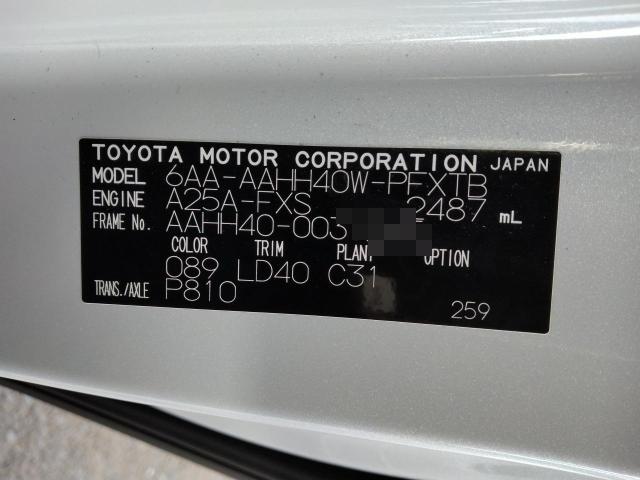 TOYOTA MOTOR CORPORATION JAPAN
MODEL 6AA-AAHH40W-PFXTB
ENGINE A25A-FXS 2487 mL
FRAME No. AAHH40-003
COLOR TRIM PLANT OPTION
089 LD40 C31
TRANS./AXLE P810
259